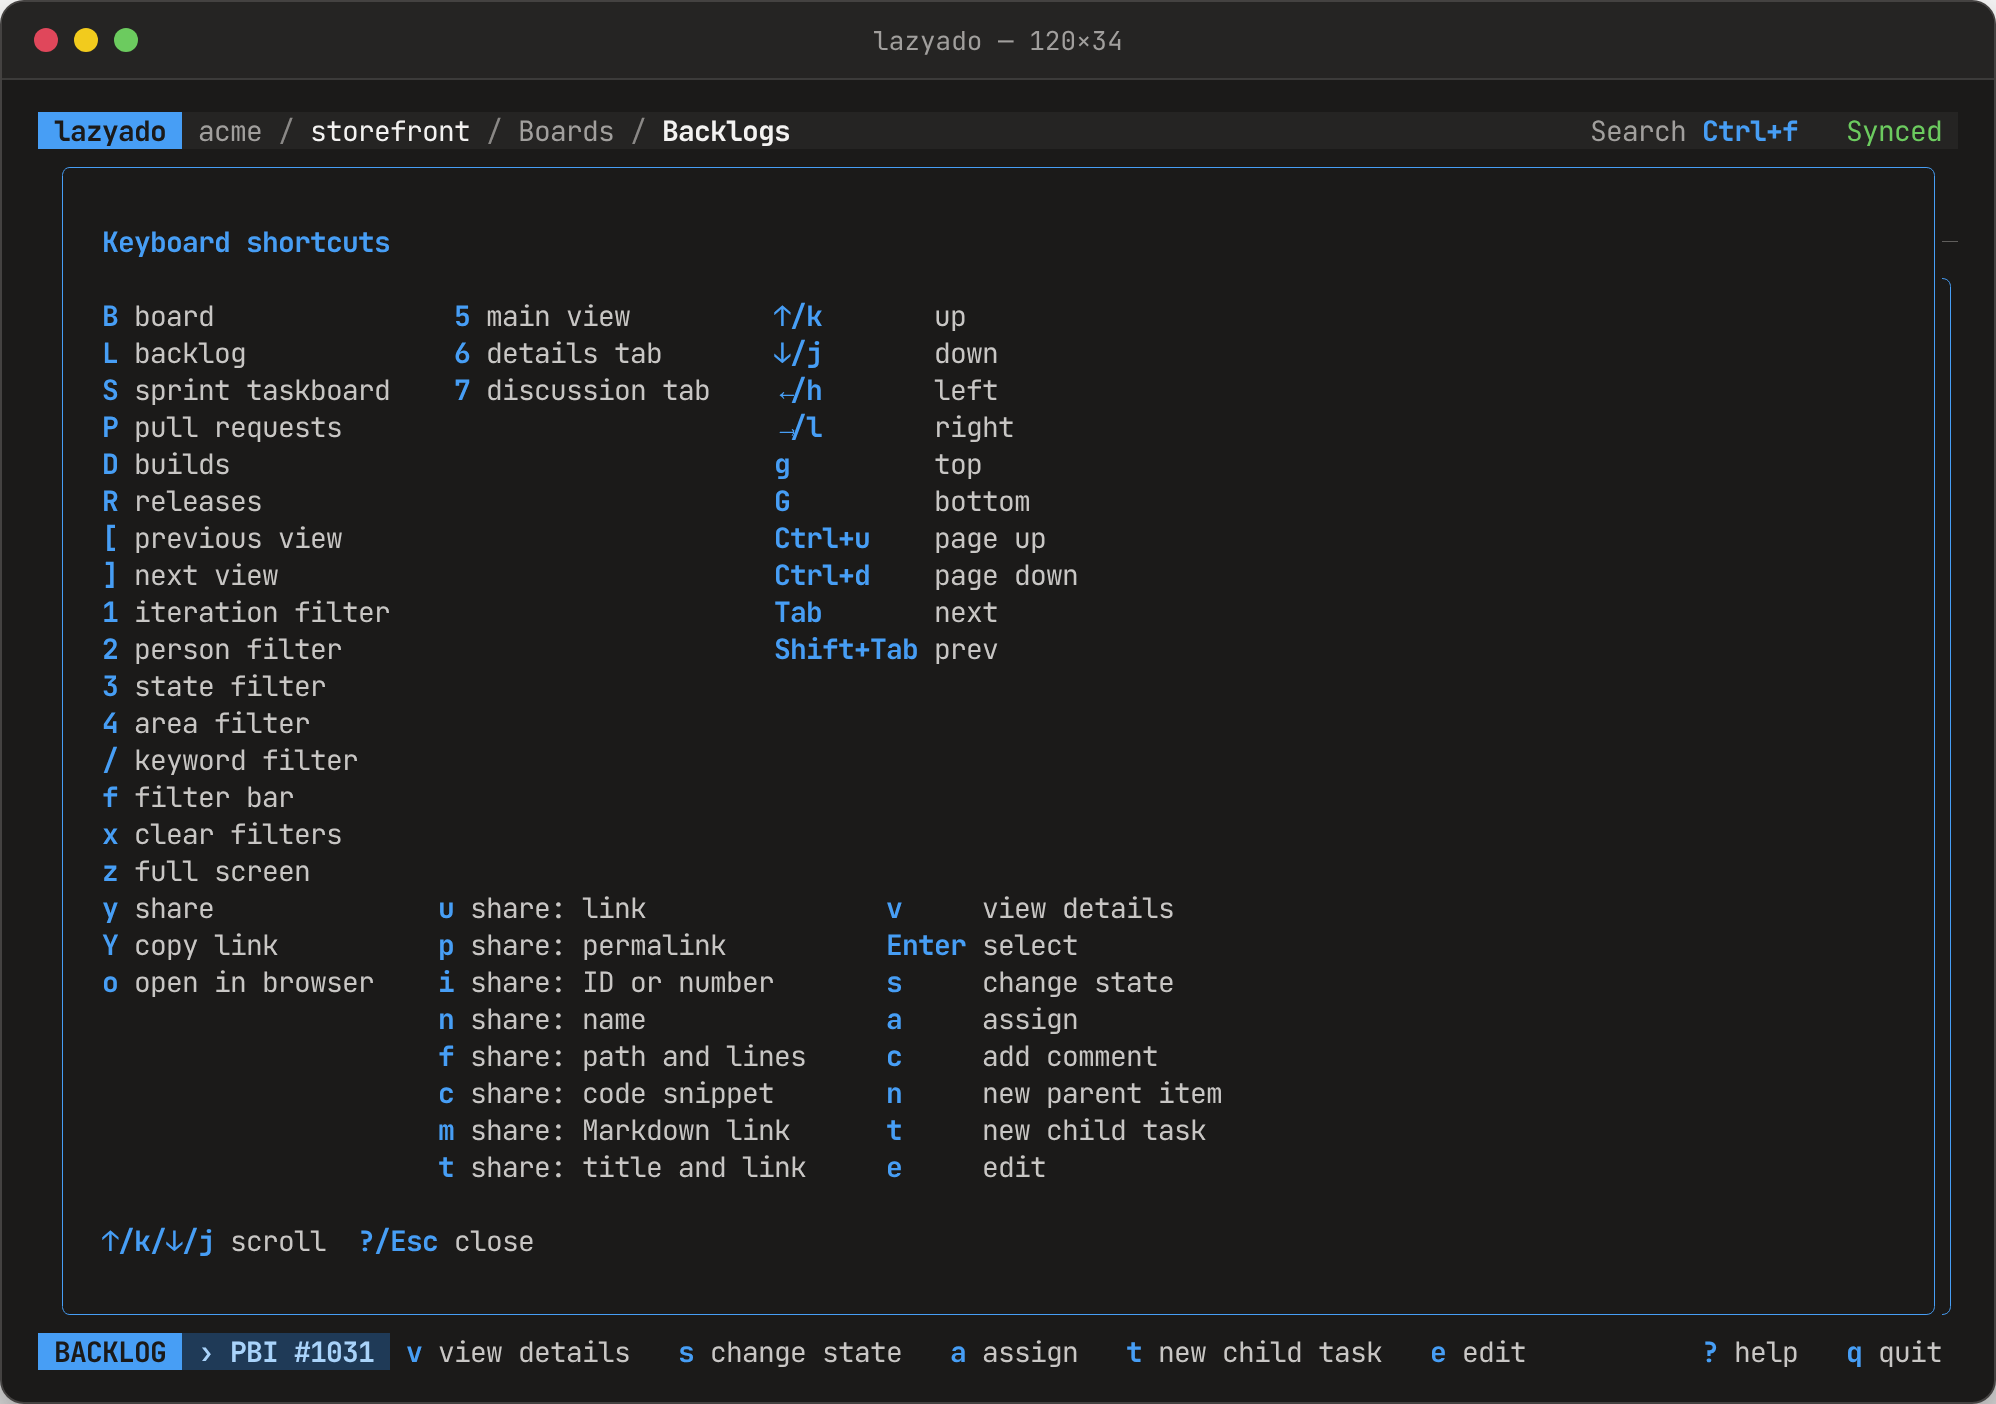 lazyado — 120×34
lazyado acme / storefront / Boards / Backlogs Search Ctrl+f Synced
Keyboard shortcuts
B board 5 main view ↑/k up
L backlog 6 details tab ↓/j down
S sprint taskboard 7 discussion tab ←/h left
P pull requests →/l right
D builds g top
R releases G bottom
[ previous view Ctrl+u page up
] next view Ctrl+d page down
1 iteration filter Tab next
2 person filter Shift+Tab prev
3 state filter
4 area filter
/ keyword filter
f filter bar
x clear filters
z full screen
y share u share: link v view details
Y copy link p share: permalink Enter select
o open in browser i share: ID or number s change state
n share: name a assign
f share: path and lines c add comment
c share: code snippet n new parent item
m share: Markdown link t new child task
t share: title and link e edit
↑/k/↓/j scroll ?/Esc close
BACKLOG › PBI #1031 v view details s change state a assign t new child task e edit ? help q quit